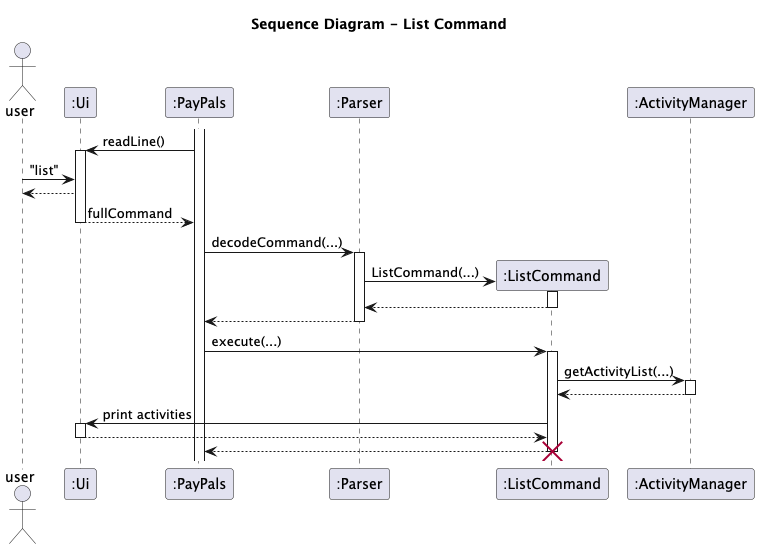 Sequence Diagram - List Command
user
:Ui
:PayPals
:Parser
:ActivityManager
readLine()
"list"
fullCommand
decodeCommand(...)
ListCommand(...)
:ListCommand
execute(...)
getActivityList(...)
print activities
user
:Ui
:PayPals
:Parser
:ListCommand
:ActivityManager